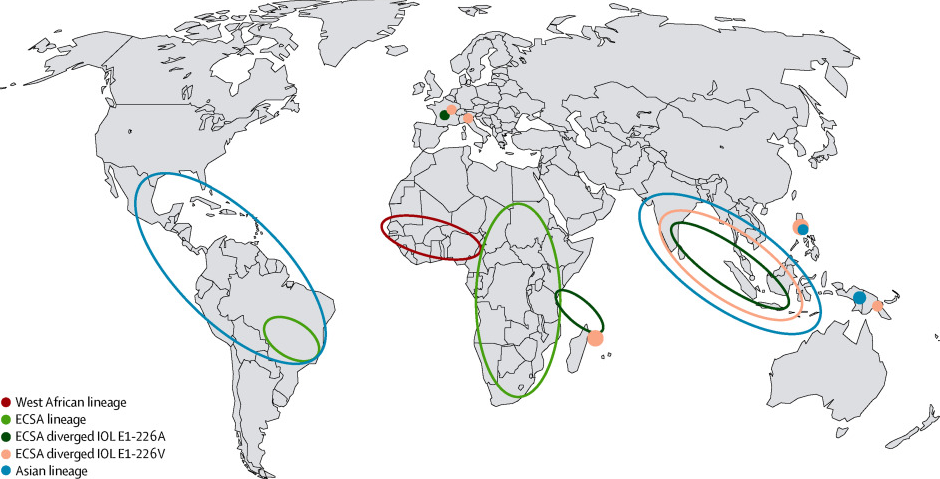 West African lineage
ECSA lineage
ECSA diverged IOL E1-226A
ECSA diverged IOL E1-226V
Asian lineage